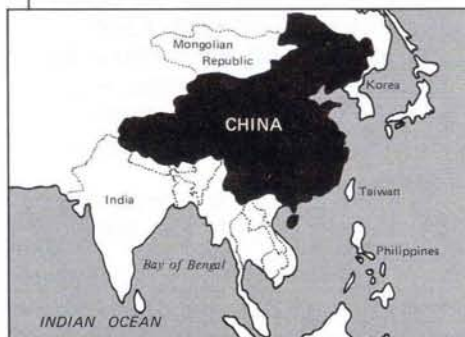 Mongolian
Republic
Korea
CHINA
Taiwan
India
Bay of Bengal
Philippines
INDIAN OCEAN